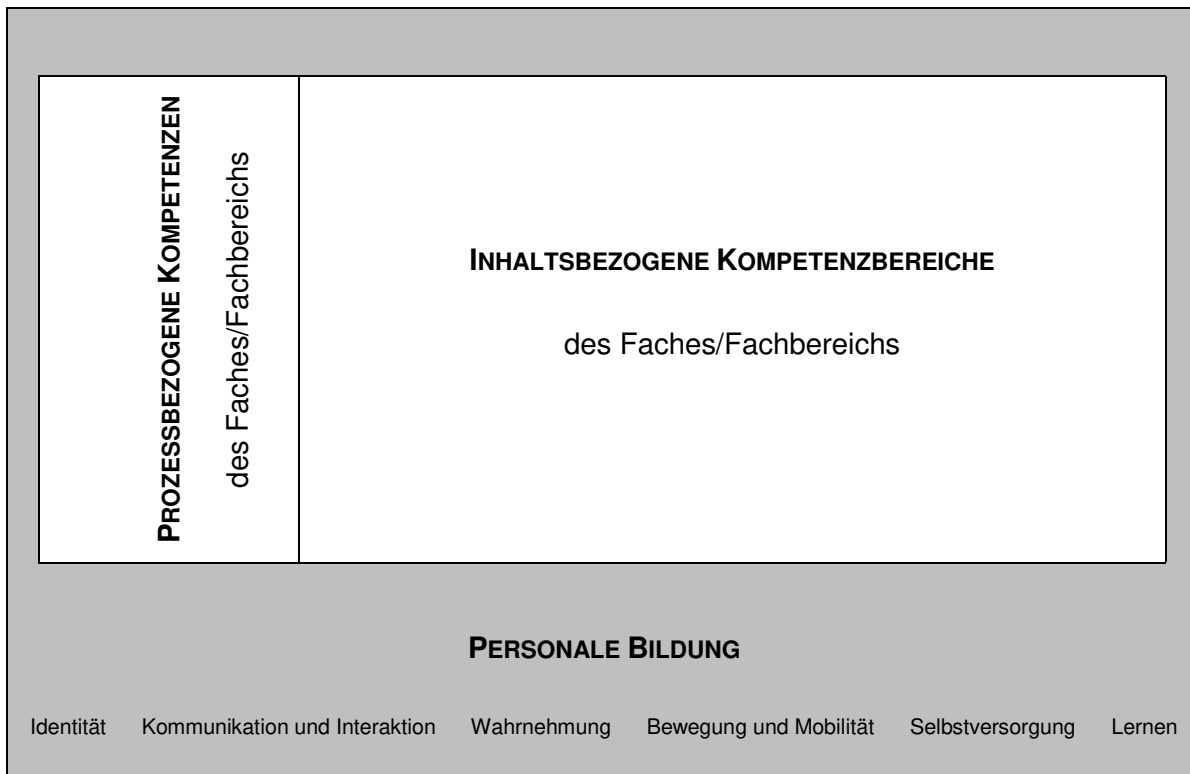 PROZESSBEZOGENE KOMPETENZEN
des Faches/Fachbereichs
INHALTSBEZOGENE KOMPETENZBEREICHE
des Faches/Fachbereichs
PERSONALE BILDUNG
Identität Kommunikation und Interaktion Wahrnehmung Bewegung und Mobilität Selbstversorgung Lernen